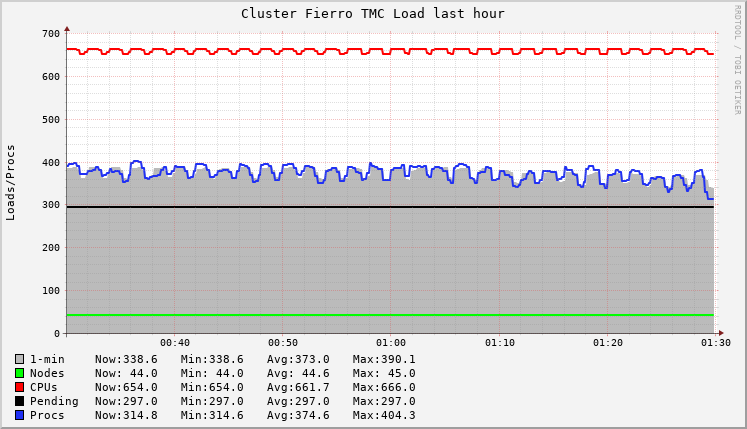 Cluster Fierro TMC Load last hour
RRDTOOL / TOBI OETIKER
Loads/Procs
700
600
500
400
300
200
100
0
00:40 00:50 01:00 01:10 01:20 01:30
1-min Now:338.6 Min:338.6 Avg:373.0 Max:390.1
Nodes Now: 44.0 Min: 44.0 Avg: 44.6 Max: 45.0
CPUs Now:654.0 Min:654.0 Avg:661.7 Max:666.0
Pending Now:297.0 Min:297.0 Avg:297.0 Max:297.0
Procs Now:314.8 Min:314.6 Avg:374.6 Max:404.3